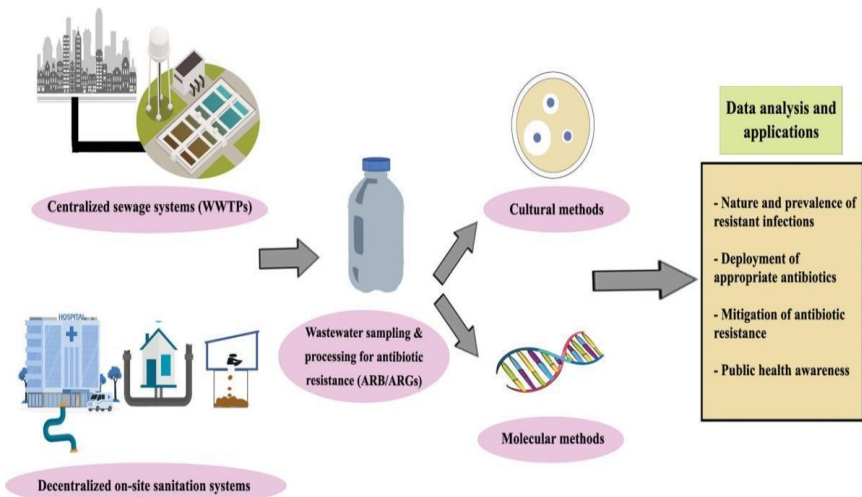 Centralized sewage systems (WWTPs)
HOSPITAL
Decentralized on-site sanitation systems
Wastewater sampling &
processing for antibiotic
resistance (ARB/ARGs)
Cultural methods
Molecular methods
Data analysis and
applications
- Nature and prevalence of
resistant infections
- Deployment of
appropriate antibiotics
- Mitigation of antibiotic
resistance
- Public health awareness